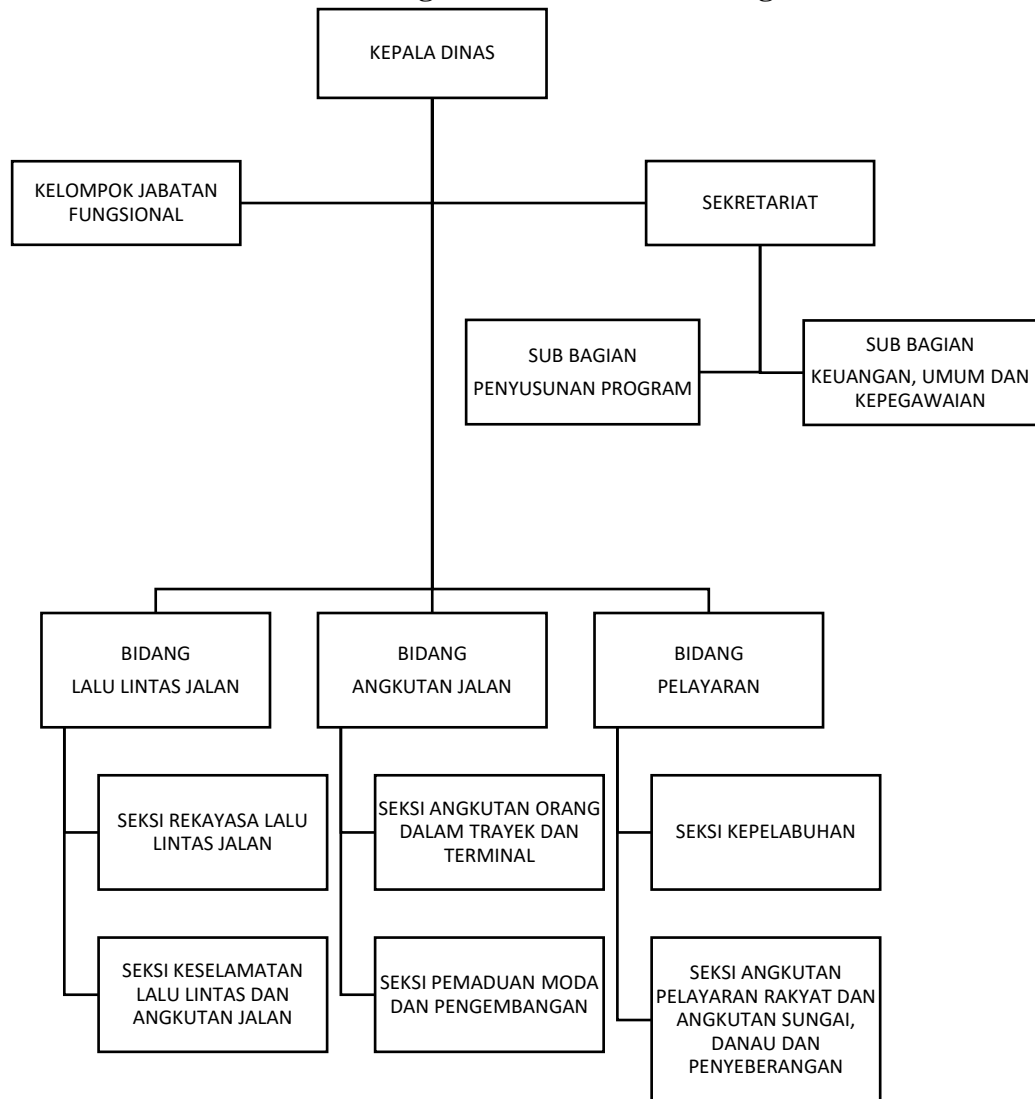 KEPALA DINAS
KELOMPOK JABATAN
FUNGSIONAL
SEKRETARIAT
SUB BAGIAN
PENYUSUNAN PROGRAM
SUB BAGIAN
KEUANGAN, UMUM DAN
KEPEGAWAIAN
BIDANG
LALU LINTAS JALAN
BIDANG
ANGKUTAN JALAN
BIDANG
PELAYARAN
SEKSI REKAYASA LALU
LINTAS JALAN
SEKSI ANGKUTAN ORANG
DALAM TRAYEK DAN
TERMINAL
SEKSI KEPELABUHAN
SEKSI KESELAMATAN
LALU LINTAS DAN
ANGKUTAN JALAN
SEKSI PEMADUAN MODA
DAN PENGEMBANGAN
SEKSI ANGKUTAN
PELAYARAN RAKYAT DAN
ANGKUTAN SUNGAI,
DANAU DAN
PENYEBERANGAN